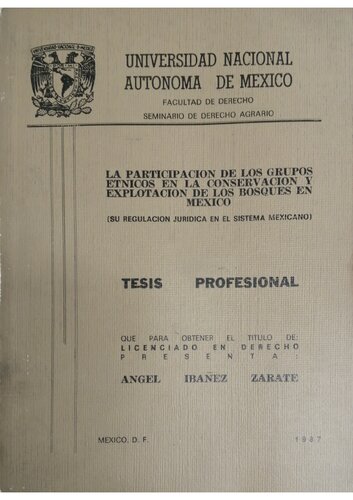 UNIVERSIDAD NACIONAL
AUTONOMA DE MEXICO
FACULTAD DE DERECHO
SEMINARIO DE DERECHO AGRARIO
LA PARTICIPACION DE LOS GRUPOS
ETNICOS EN LA CONSERVACION Y
EXPLOTACION DE LOS BOSQUES EN
MEXICO
(SU REGULACION JURIDICA EN EL SISTEMA MEXICANO)
TESIS PROFESIONAL
QUE PARA OBTENER EL TITULO DE:
LICENCIADO EN DERECHO
PRESENTA:
ANGEL IBAÑEZ ZARATE
MEXICO, D. F.
1987